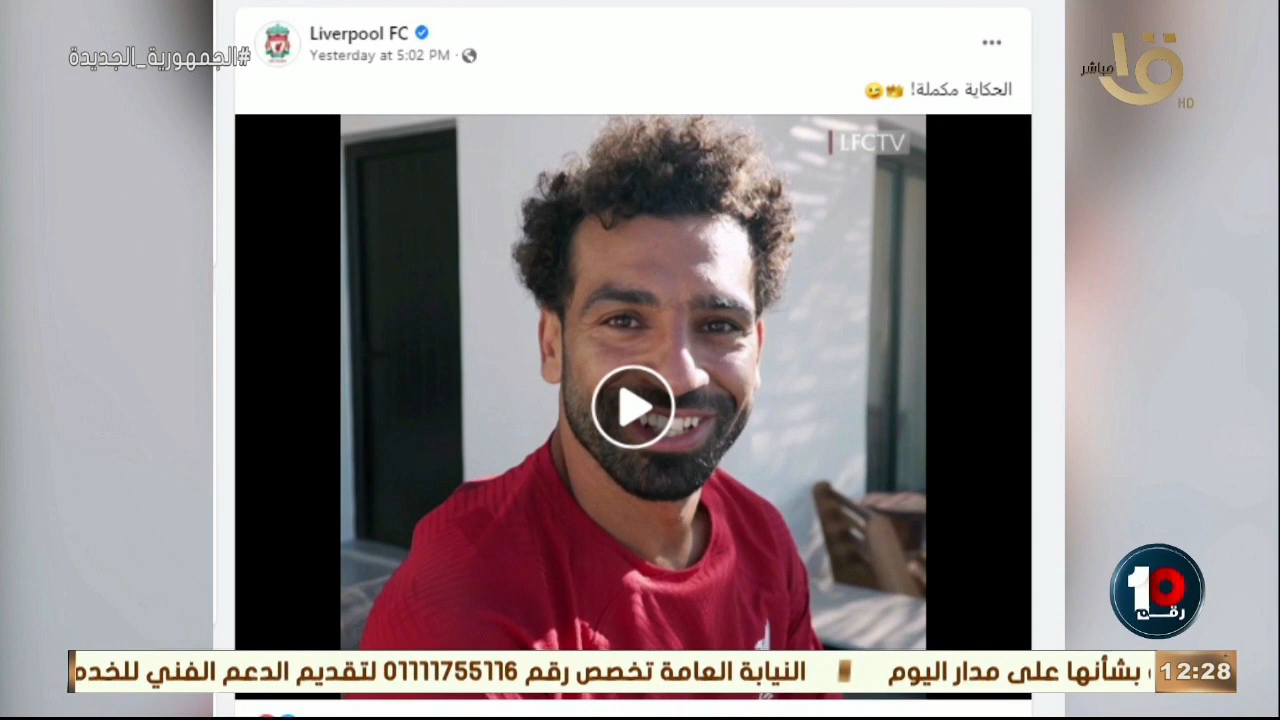 #الجمهورية_الجديدة
Liverpool FC
Yesterday at 5:02 PM
الحكاية مكملة!
مباشر
HD
LFCTV
10
رقم
بشأنها على مدار اليوم
النيابة العامة تخصص رقم 01111755116 لتقديم الدعم الفني للخدم
12:28